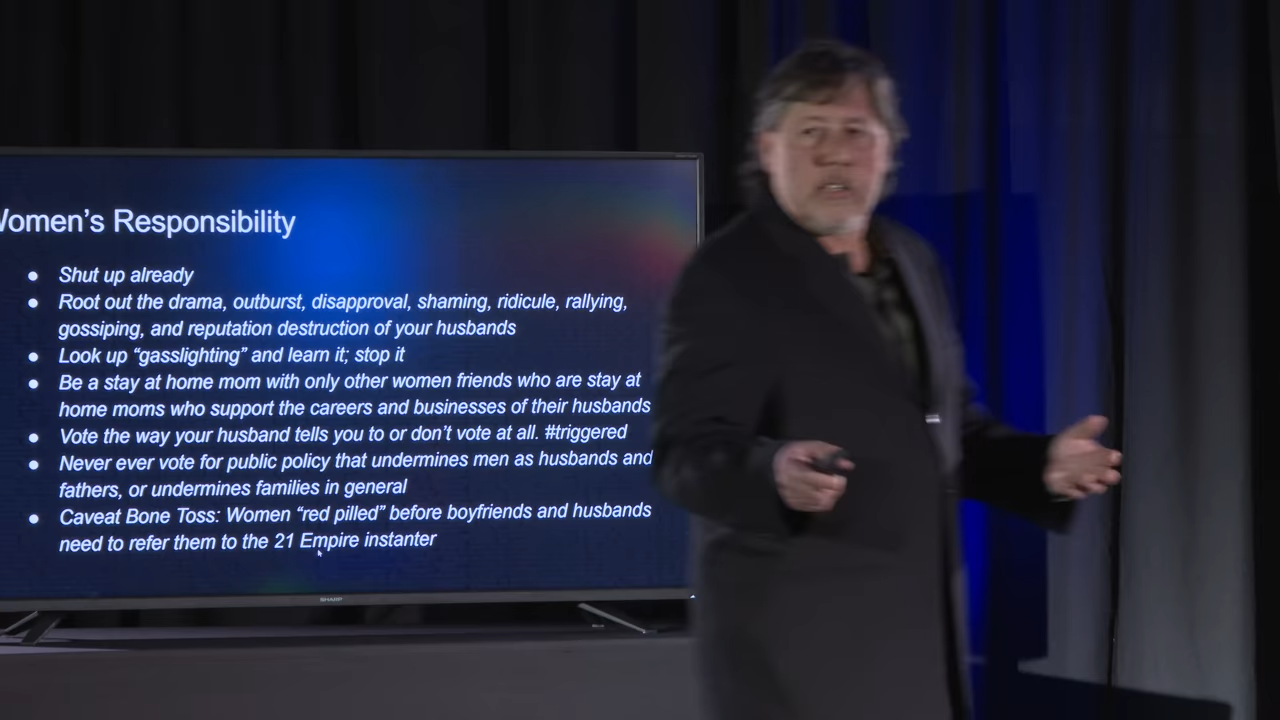 Women's Responsibility
Shut up already
Root out the drama, outburst, disapproval, shaming, ridicule, rallying,
gossiping, and reputation destruction of your husbands
Look up “gasslighting” and learn it; stop it
Be a stay at home mom with only other women friends who are stay at
home moms who support the careers and businesses of their husbands
Vote the way your husband tells you to or don't vote at all. #triggered
Never ever vote for public policy that undermines men as husbands and
fathers, or undermines families in general
Caveat Bone Toss: Women “red pilled” before boyfriends and husbands
need to refer them to the 21 Empire instanter
SHARP